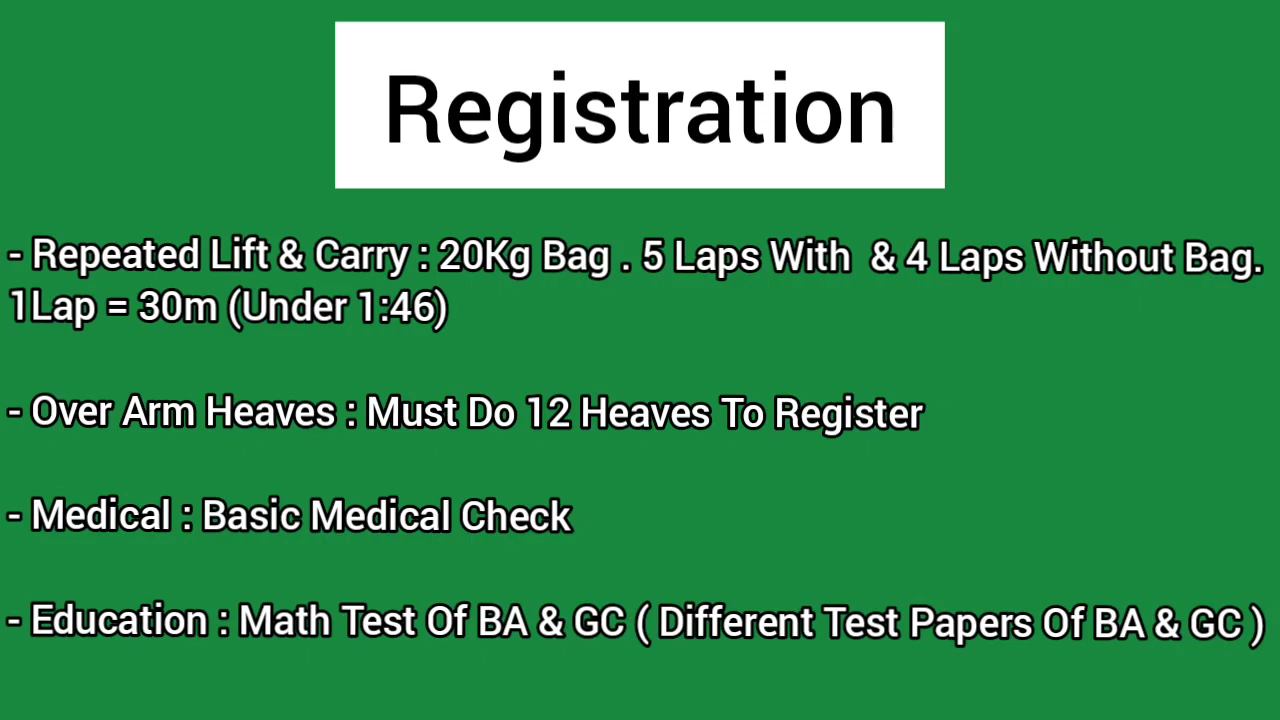 Registration
- Repeated Lift & Carry : 20Kg Bag . 5 Laps With & 4 Laps Without Bag.
1Lap = 30m (Under 1:46)
- Over Arm Heaves : Must Do 12 Heaves To Register
- Medical : Basic Medical Check
- Education : Math Test Of BA & GC ( Different Test Papers Of BA & GC )